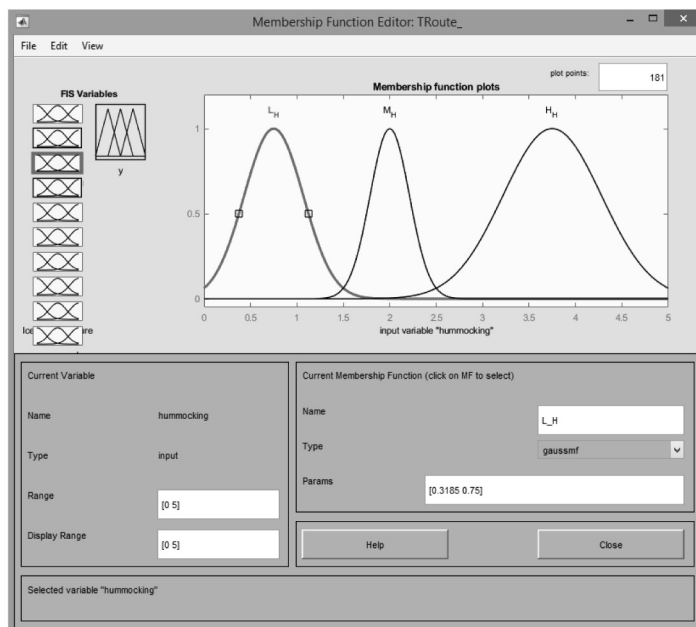 Membership Function Editor: TRoute_
File Edit View
plot points: 181
FIS Variables
Membership function plots
L_H M_H H_H
y
1
0.5
0
0 0.5 1 1.5 2 2.5 3 3.5 4 4.5 5
input variable "hummocking"
Current Variable
Name hummocking
Type input
Range [0 5]
Display Range [0 5]
Current Membership Function (click on MF to select)
Name L_H
Type gaussmf
Params [0.3185 0.75]
Help Close
Selected variable "hummocking"